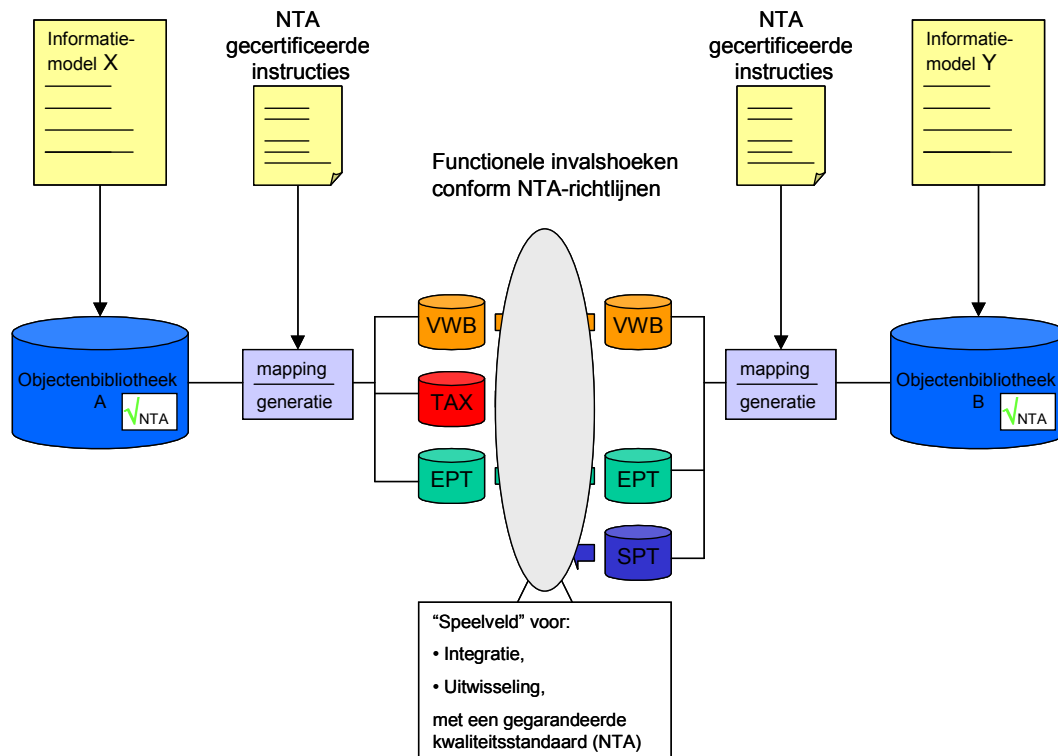 Informatie-
model X
NTA
gecertificeerde
instructies
NTA
gecertificeerde
instructies
Informatie-
model Y
Functionele invalshoeken
conform NTA-richtlijnen
Objectenbibliotheek
A
√NTA
mapping
generatie
VWB
TAX
EPT
VWB
EPT
SPT
mapping
generatie
Objectenbibliotheek
B
√NTA
“Speelveld” voor:
• Integratie,
• Uitwisseling,
met een gegarandeerde
kwaliteitsstandaard (NTA)